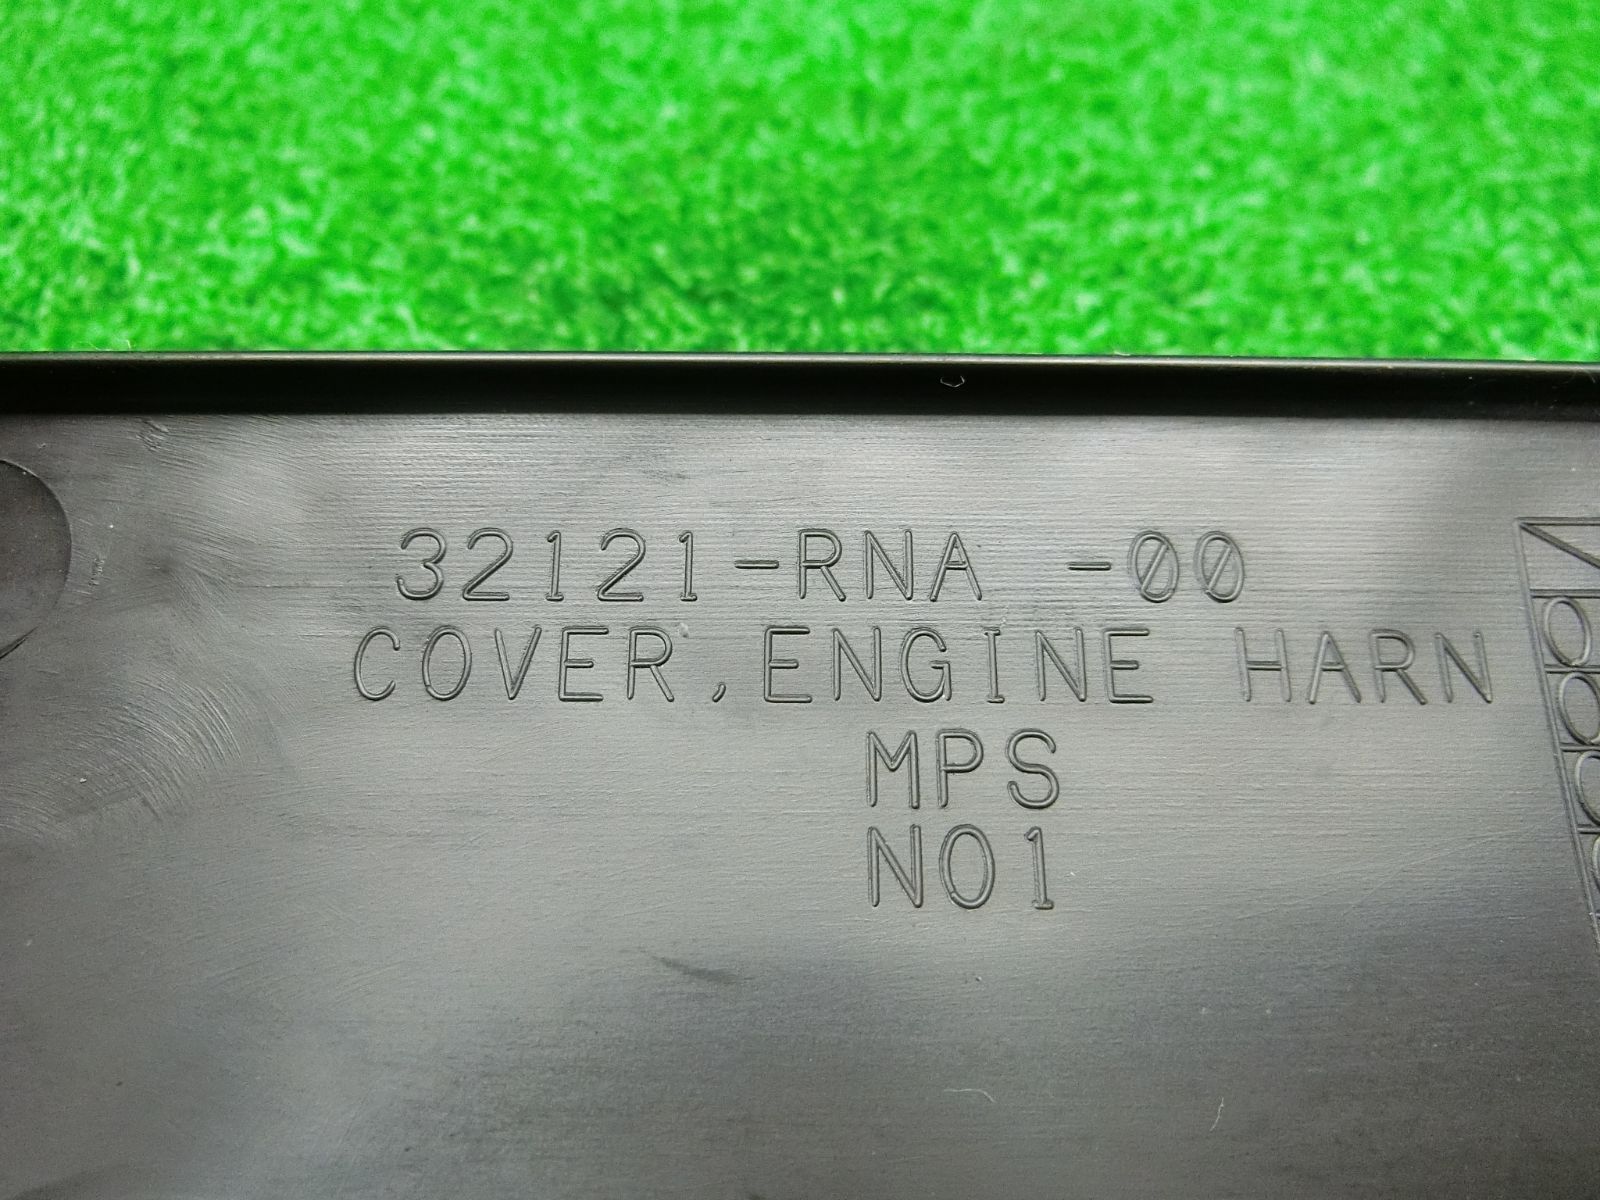 32121-RNA -00
COVER,ENGINE HARN
MPS
NO1